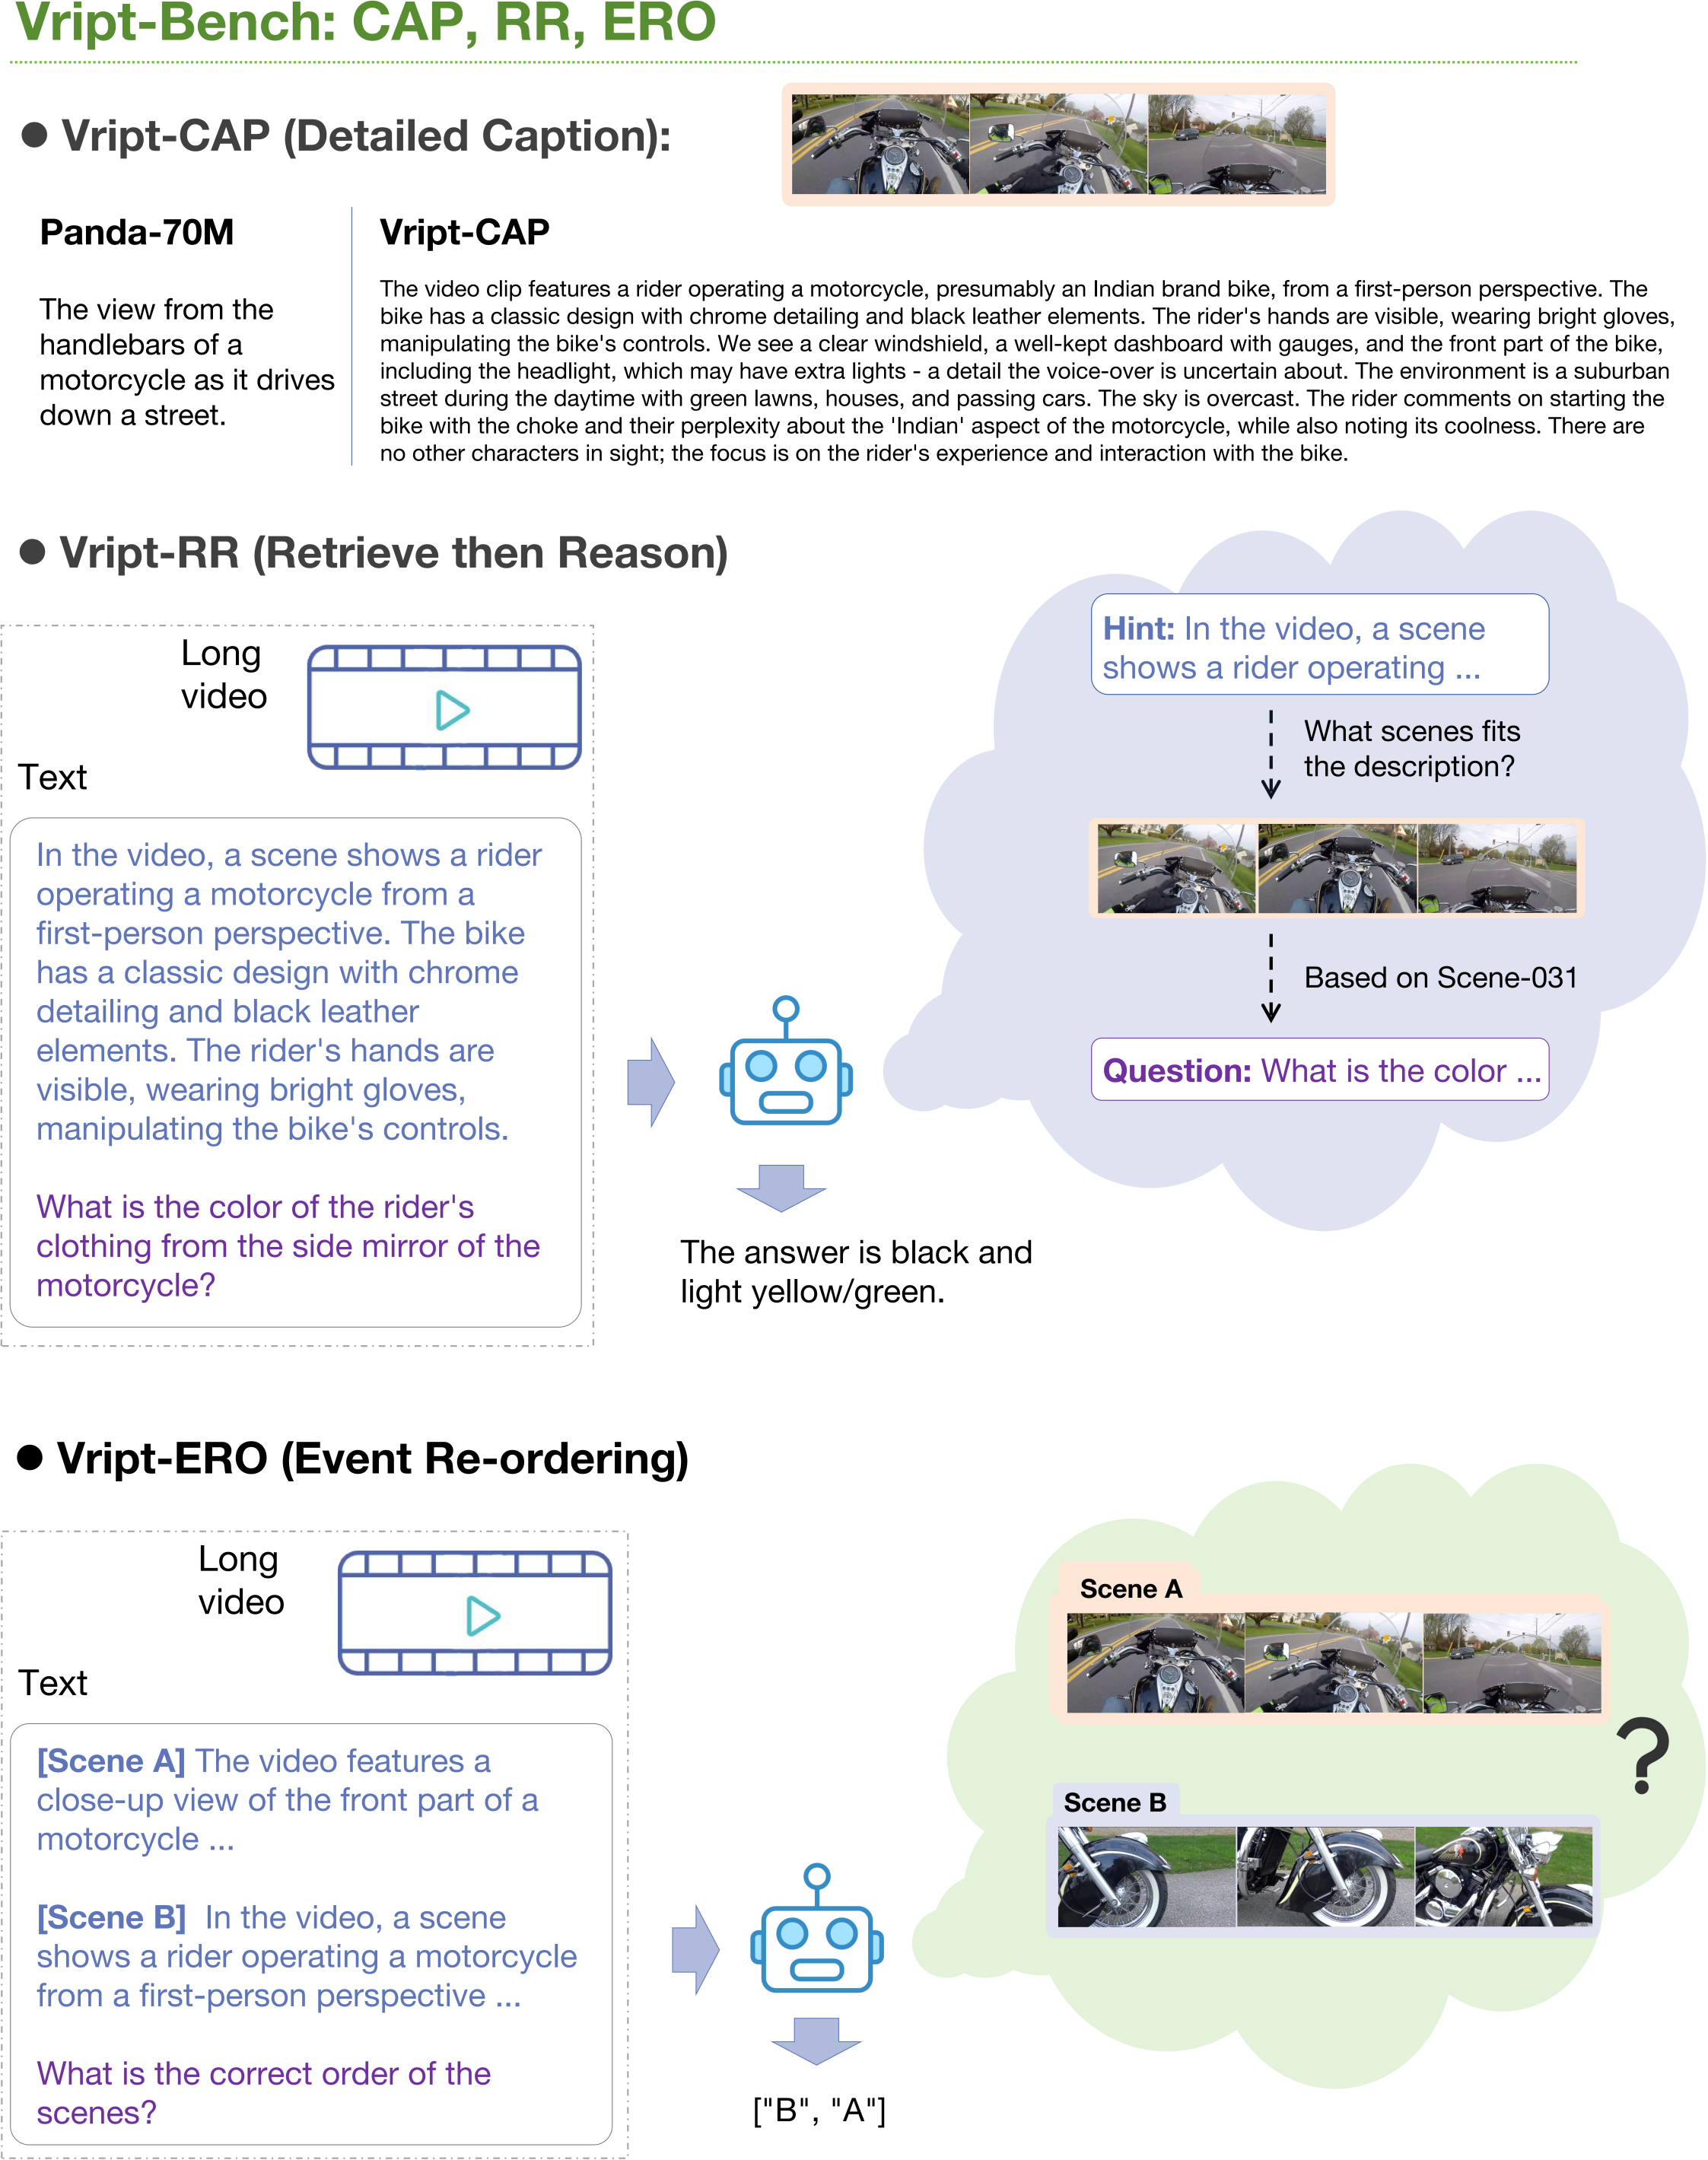 Vript-Bench: CAP, RR, ERO
● Vript-CAP (Detailed Caption):
Panda-70M
The view from the
handlebars of a
motorcycle as it drives
down a street.
Vript-CAP
The video clip features a rider operating a motorcycle, presumably an Indian brand bike, from a first-person perspective. The
bike has a classic design with chrome detailing and black leather elements. The rider's hands are visible, wearing bright gloves,
manipulating the bike's controls. We see a clear windshield, a well-kept dashboard with gauges, and the front part of the bike,
including the headlight, which may have extra lights - a detail the voice-over is uncertain about. The environment is a suburban
street during the daytime with green lawns, houses, and passing cars. The sky is overcast. The rider comments on starting the
bike with the choke and their perplexity about the 'Indian' aspect of the motorcycle, while also noting its coolness. There are
no other characters in sight; the focus is on the rider's experience and interaction with the bike.
● Vript-RR (Retrieve then Reason)
Long
video
Text
In the video, a scene shows a rider
operating a motorcycle from a
first-person perspective. The bike
has a classic design with chrome
detailing and black leather
elements. The rider's hands are
visible, wearing bright gloves,
manipulating the bike's controls.
What is the color of the rider's
clothing from the side mirror of the
motorcycle?
The answer is black and
light yellow/green.
Hint: In the video, a scene
shows a rider operating ...
What scenes fits
the description?
Based on Scene-031
Question: What is the color ...
● Vript-ERO (Event Re-ordering)
Long
video
Text
[Scene A] The video features a
close-up view of the front part of a
motorcycle ...
[Scene B] In the video, a scene
shows a rider operating a motorcycle
from a first-person perspective ...
What is the correct order of the
scenes?
["B", "A"]
Scene A
Scene B
?